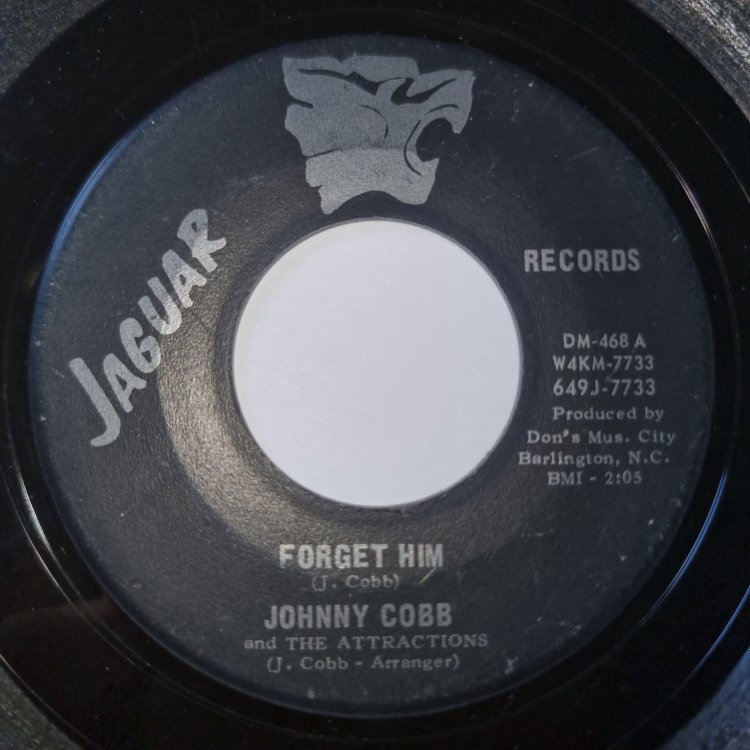 JAGUAR
RECORDS
DM-468 A
W4KM-7733
649J-7733
Produced by
Don's Mus. City
Barlington, N.C.
BMI - 2:05
FORGET HIM
(J. Cobb)
JOHNNY COBB
and THE ATTRACTIONS
(J. Cobb - Arranger)